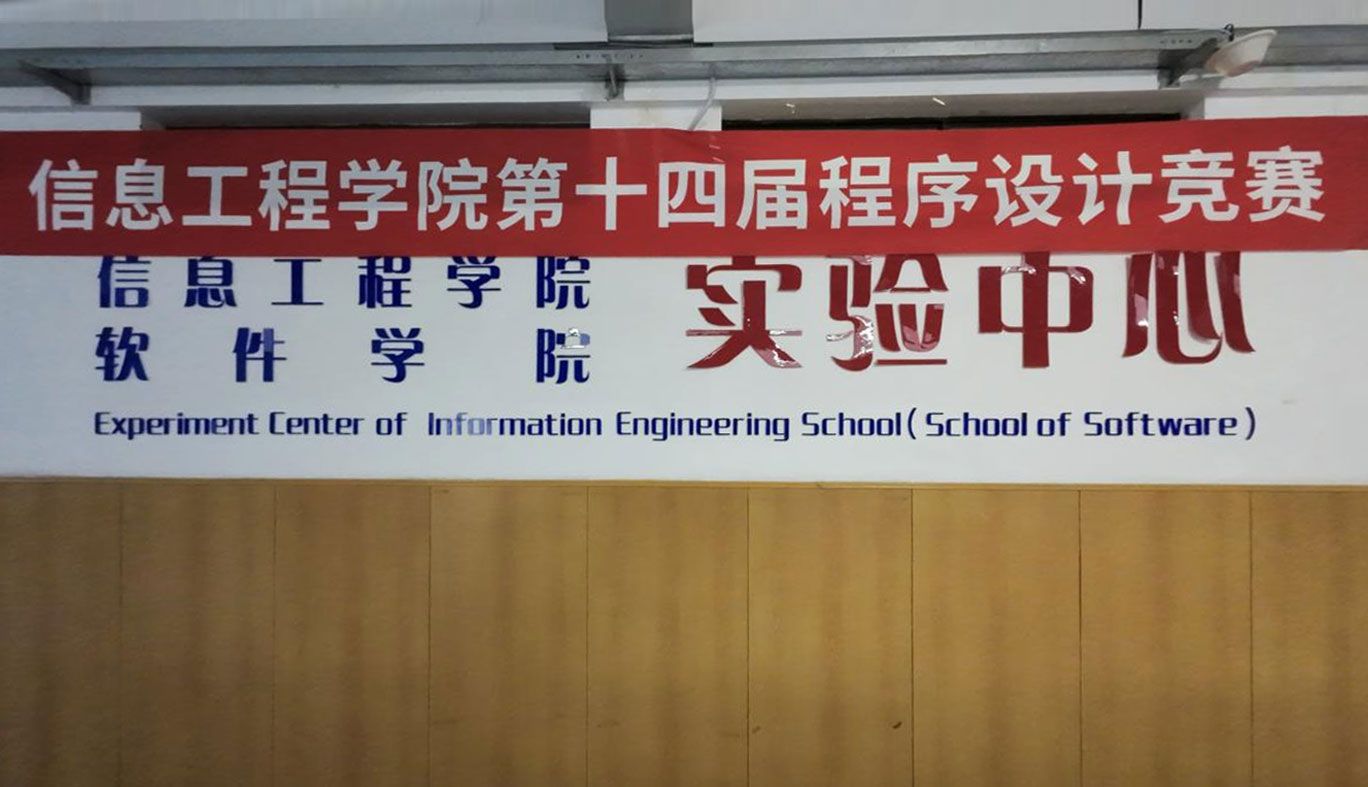 信息工程学院第十四届程序设计竞赛
信息工程学院
软件学院
实验中心
Experiment Center of Information Engineering School(School of Software)